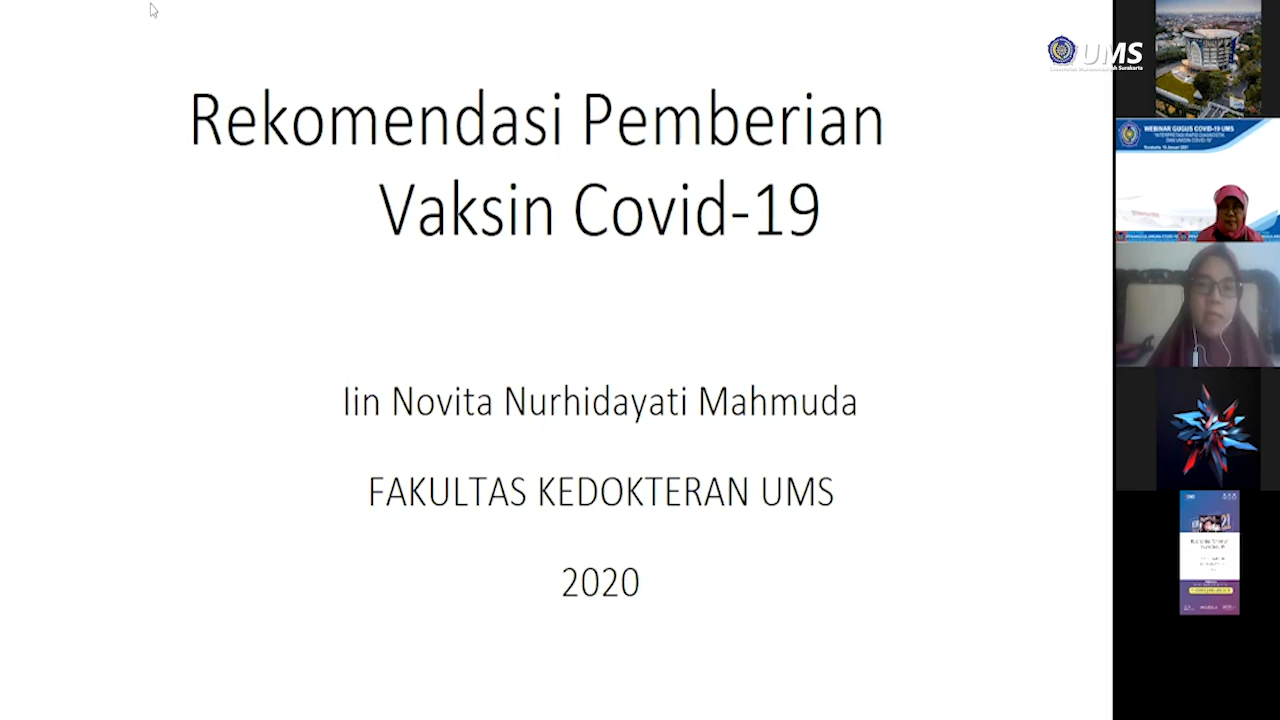 Rekomendasi Pemberian
Vaksin Covid-19
Iin Novita Nurhidayati Mahmuda
FAKULTAS KEDOKTERAN UMS
2020
UMS
WEBINAR GUGUS COVID-19 UMS